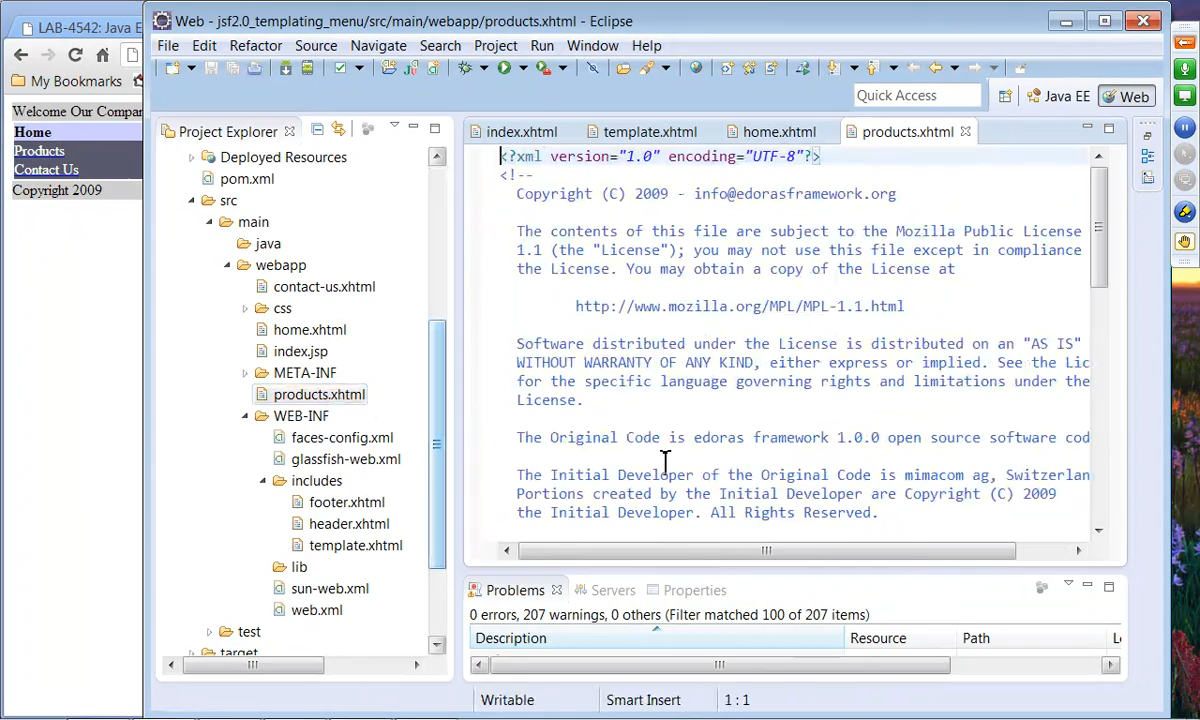 LAB-4542: Java E
My Bookmarks
Welcome Our Compan
Home
Products
Contact Us
Copyright 2009
Web - jsf2.0_templating_menu/src/main/webapp/products.xhtml - Eclipse
File Edit Refactor Source Navigate Search Project Run Window Help
Quick Access
Java EE
Web
Project Explorer
Deployed Resources
pom.xml
src
main
java
webapp
contact-us.xhtml
css
home.xhtml
index.jsp
META-INF
products.xhtml
WEB-INF
faces-config.xml
glassfish-web.xml
includes
footer.xhtml
header.xhtml
template.xhtml
lib
sun-web.xml
web.xml
test
target
index.xhtml template.xhtml home.xhtml products.xhtml
<?xml version="1.0" encoding="UTF-8"?>
<!--
Copyright (C) 2009 - info@edorasframework.org
The contents of this file are subject to the Mozilla Public License
1.1 (the "License"); you may not use this file except in compliance
the License. You may obtain a copy of the License at
http://www.mozilla.org/MPL/MPL-1.1.html
Software distributed under the License is distributed on an "AS IS"
WITHOUT WARRANTY OF ANY KIND, either express or implied. See the Lic
for the specific language governing rights and limitations under the
License.
The Original Code is edoras framework 1.0.0 open source software cod
The Initial Developer of the Original Code is mimacom ag, Switzerlan
Portions created by the Initial Developer are Copyright (C) 2009
the Initial Developer. All Rights Reserved.
Problems Servers Properties
0 errors, 207 warnings, 0 others (Filter matched 100 of 207 items)
Description Resource Path Lo
Writable Smart Insert 1 : 1